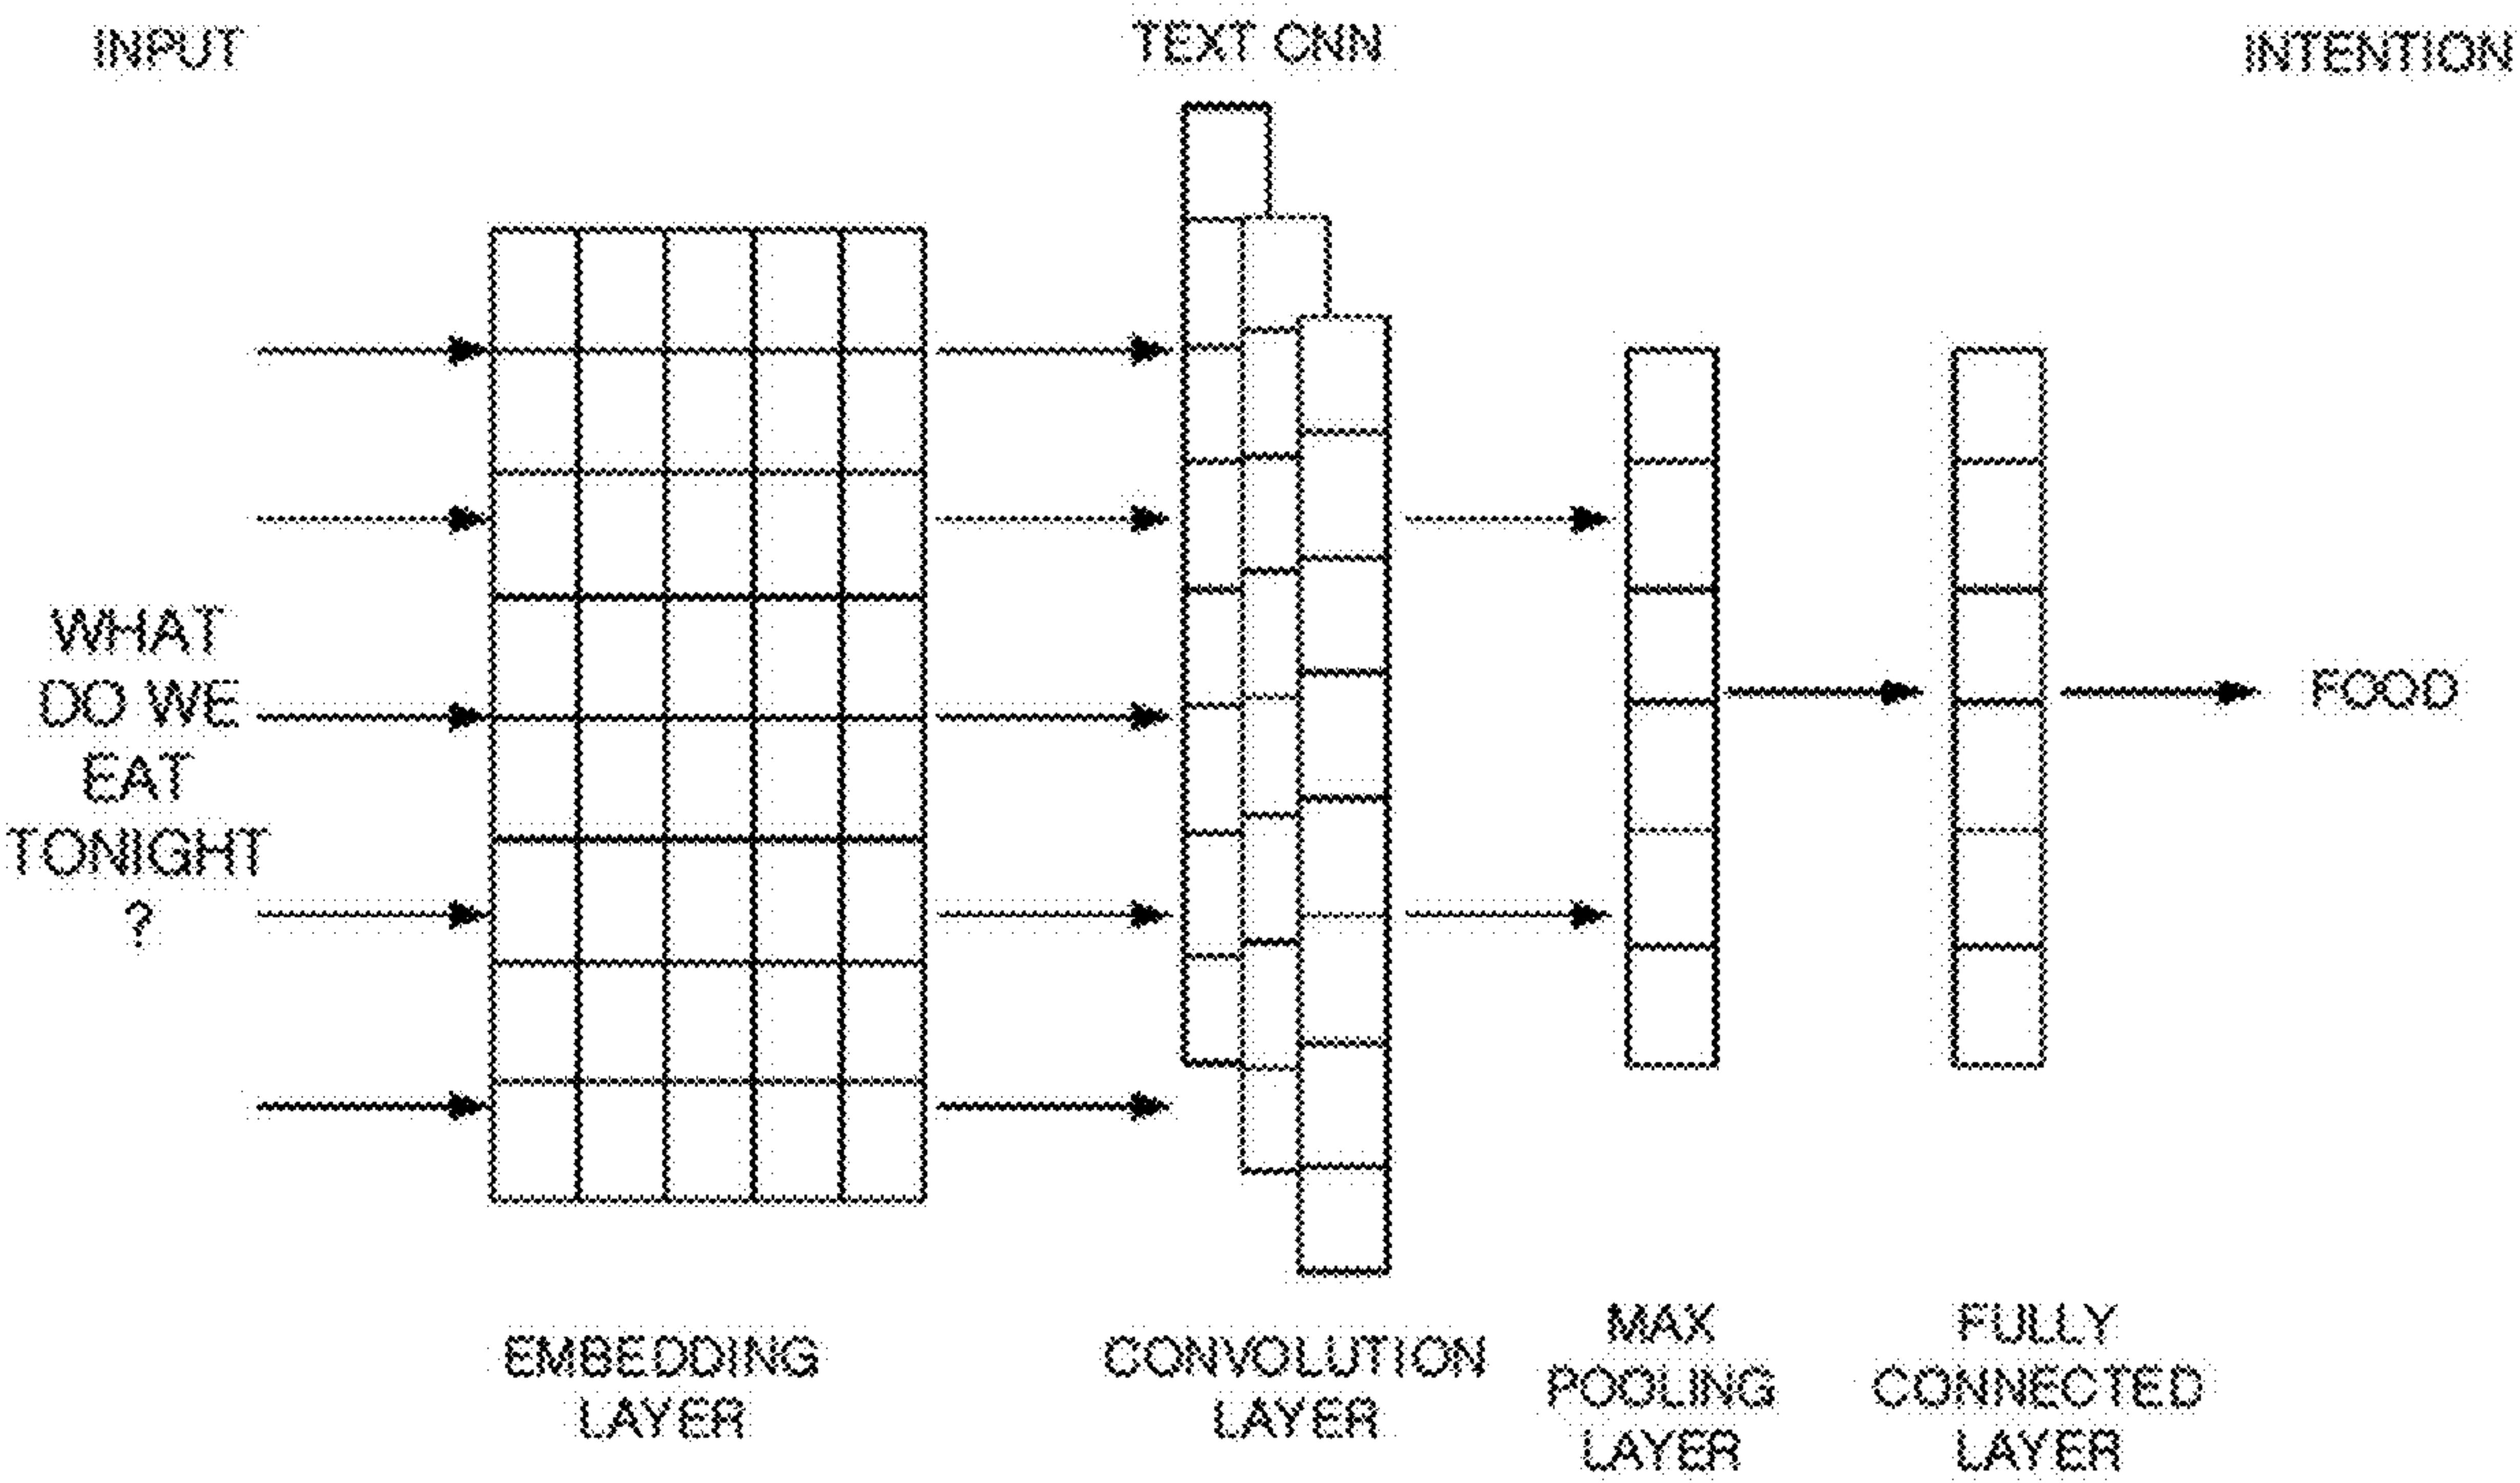 INPUT
TEXT CNN
INTENTION
WHAT
DO WE
EAT
TONIGHT
?
FOOD
EMBEDDING
LAYER
CONVOLUTION
LAYER
MAX
POOLING
LAYER
FULLY
CONNECTED
LAYER